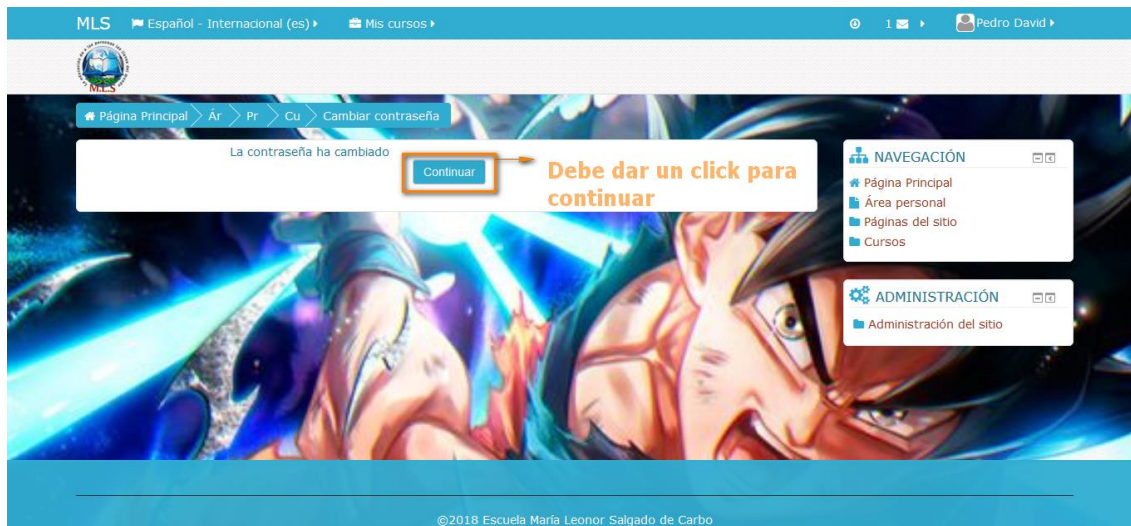 MLS Español - Internacional (es) Mis cursos 1 Pedro David
M.L.S
Página Principal Ár Pr Cu Cambiar contraseña
La contraseña ha cambiado
Continuar
Debe dar un click para
continuar
NAVEGACIÓN
Página Principal
Área personal
Páginas del sitio
Cursos
ADMINISTRACIÓN
Administración del sitio
©2018 Escuela María Leonor Salgado de Carbo